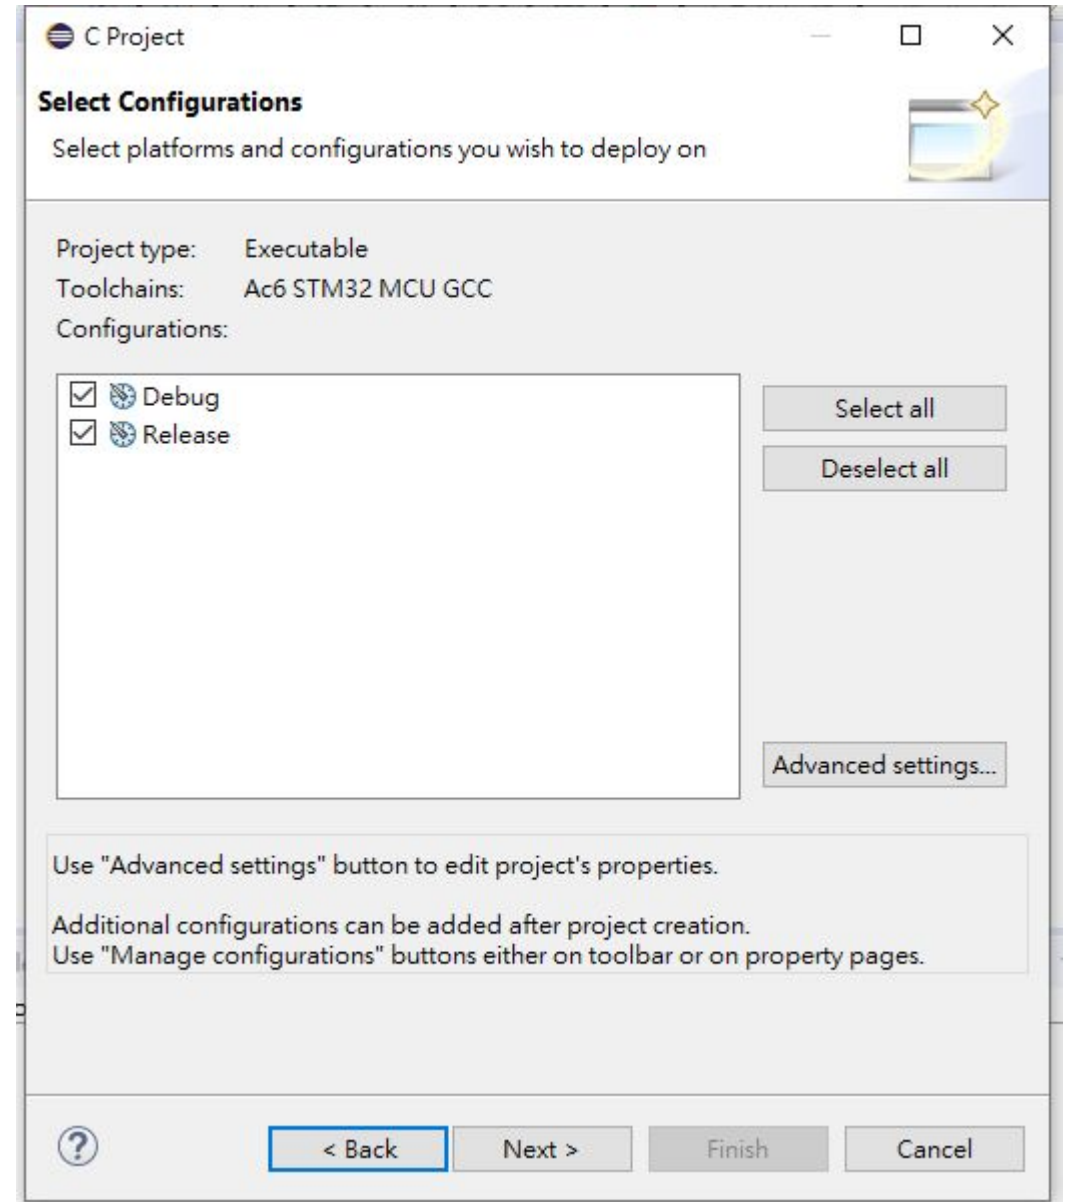 C Project
Select Configurations
Select platforms and configurations you wish to deploy on
Project type: Executable
Toolchains: Ac6 STM32 MCU GCC
Configurations:
Debug
Release
Select all
Deselect all
Advanced settings...
Use "Advanced settings" button to edit project's properties.
Additional configurations can be added after project creation.
Use "Manage configurations" buttons either on toolbar or on property pages.
?
< Back
Next >
Finish
Cancel